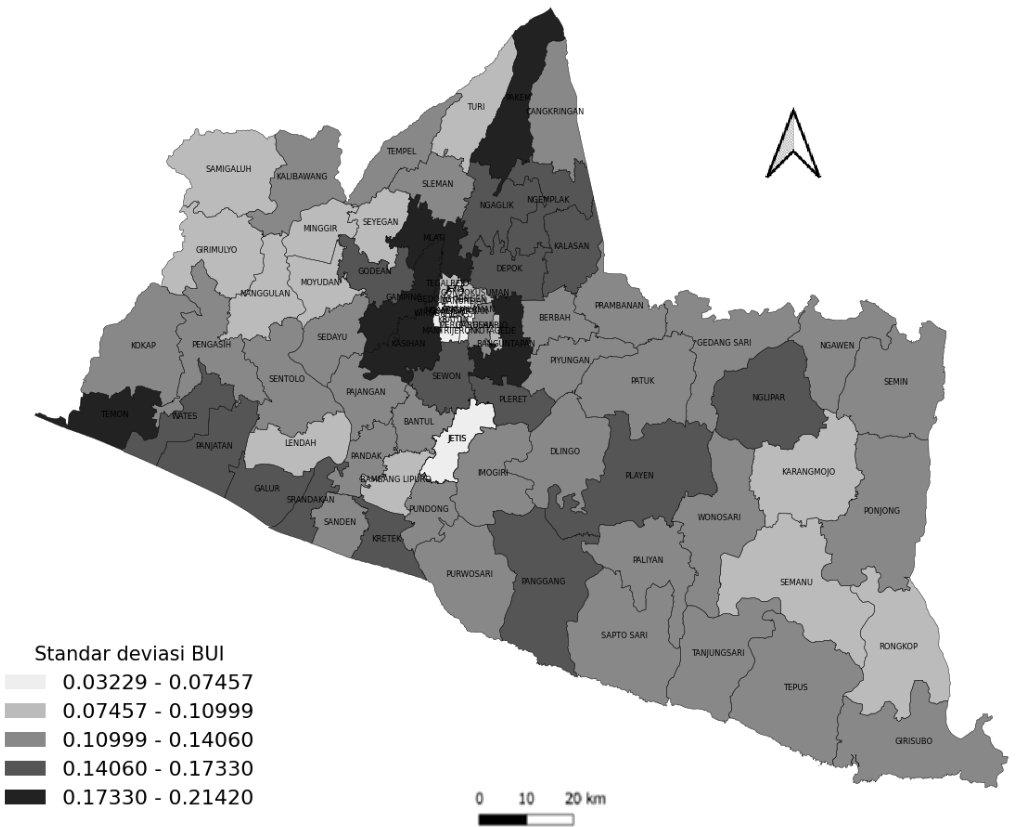 PAKEM
TURI
CANGKRINGAN
TEMPEL
SAMIGALUH
KALIBAWANG
SLEMAN
NGAGLIK
NGEMPLAK
SEYEGAN
MINGGIR
MLATI
GIRIMULYO
KALASAN
GODEAN
DEPOK
MOYUDAN
NANGGULAN
TEGALREJO
GAMPING
PRAMBANAN
BERBAH
SEDAYU
KOKAP
PENGASIH
KASIHAN
MANTRIJERON
KOTAGEDE
BANGUNTAPAN
GEDANG SARI
NGAWEN
PIYUNGAN
SENTOLO
SEWON
PATUK
SEMIN
PAJANGAN
NGLIPAR
PLERET
TEMON
WATES
BANTUL
PANJATAN
LENDAH
JETIS
DLINGO
PANDAK
IMOGIRI
KARANGMOJO
PLAYEN
BAMBANG LIPURO
GALUR
SRANDAKAN
PUNDONG
PONJONG
WONOSARI
SANDEN
KRETEK
PALIYAN
PURWOSARI
PANGGANG
SEMANU
SAPTO SARI
RONGKOP
TANJUNGSARI
TEPUS
GIRISUBO
Standar deviasi BUI
0.03229 - 0.07457
0.07457 - 0.10999
0.10999 - 0.14060
0.14060 - 0.17330
0.17330 - 0.21420
0 10 20 km